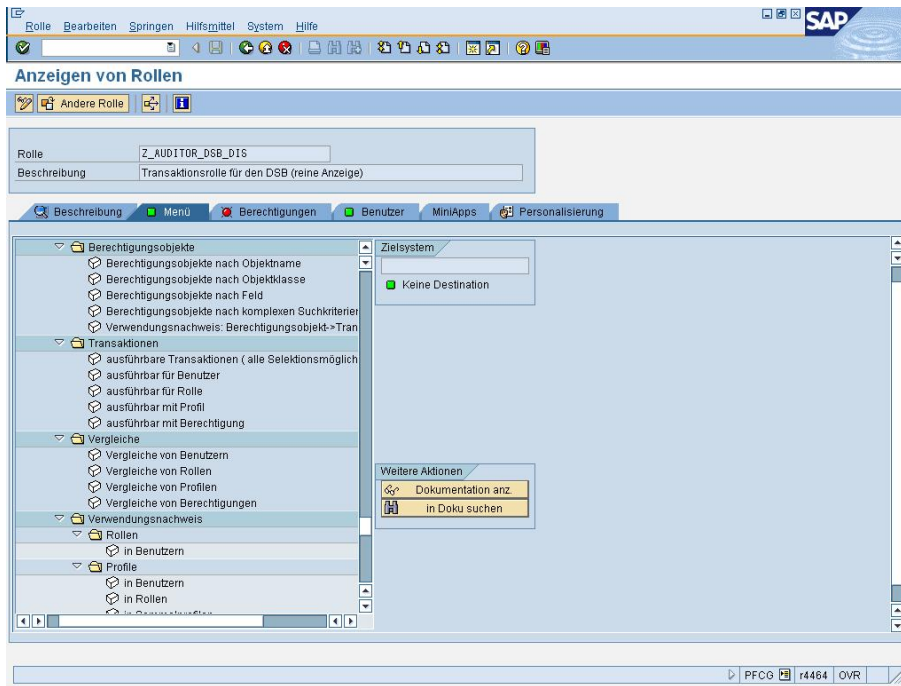 Rolle Bearbeiten Springen Hilfsmittel System Hilfe
SAP
Anzeigen von Rollen
Andere Rolle
Rolle Z_AUDITOR_DSB_DIS
Beschreibung Transaktionsrolle für den DSB (reine Anzeige)
Beschreibung Menü Berechtigungen Benutzer MiniApps Personalisierung
Berechtigungsobjekte
Berechtigungsobjekte nach Objektname
Berechtigungsobjekte nach Objektklasse
Berechtigungsobjekte nach Feld
Berechtigungsobjekte nach komplexen Suchkriterier
Verwendungsnachweis: Berechtigungsobjekt->Tran
Transaktionen
ausführbare Transaktionen ( alle Selektionsmöglich
ausführbar für Benutzer
ausführbar für Rolle
ausführbar mit Profil
ausführbar mit Berechtigung
Vergleiche
Vergleiche von Benutzern
Vergleiche von Rollen
Vergleiche von Profilen
Vergleiche von Berechtigungen
Verwendungsnachweis
Rollen
in Benutzern
Profile
in Benutzern
in Rollen
Zielsystem
Keine Destination
Weitere Aktionen
Dokumentation anz.
in Doku suchen
PFCG r4464 OVR